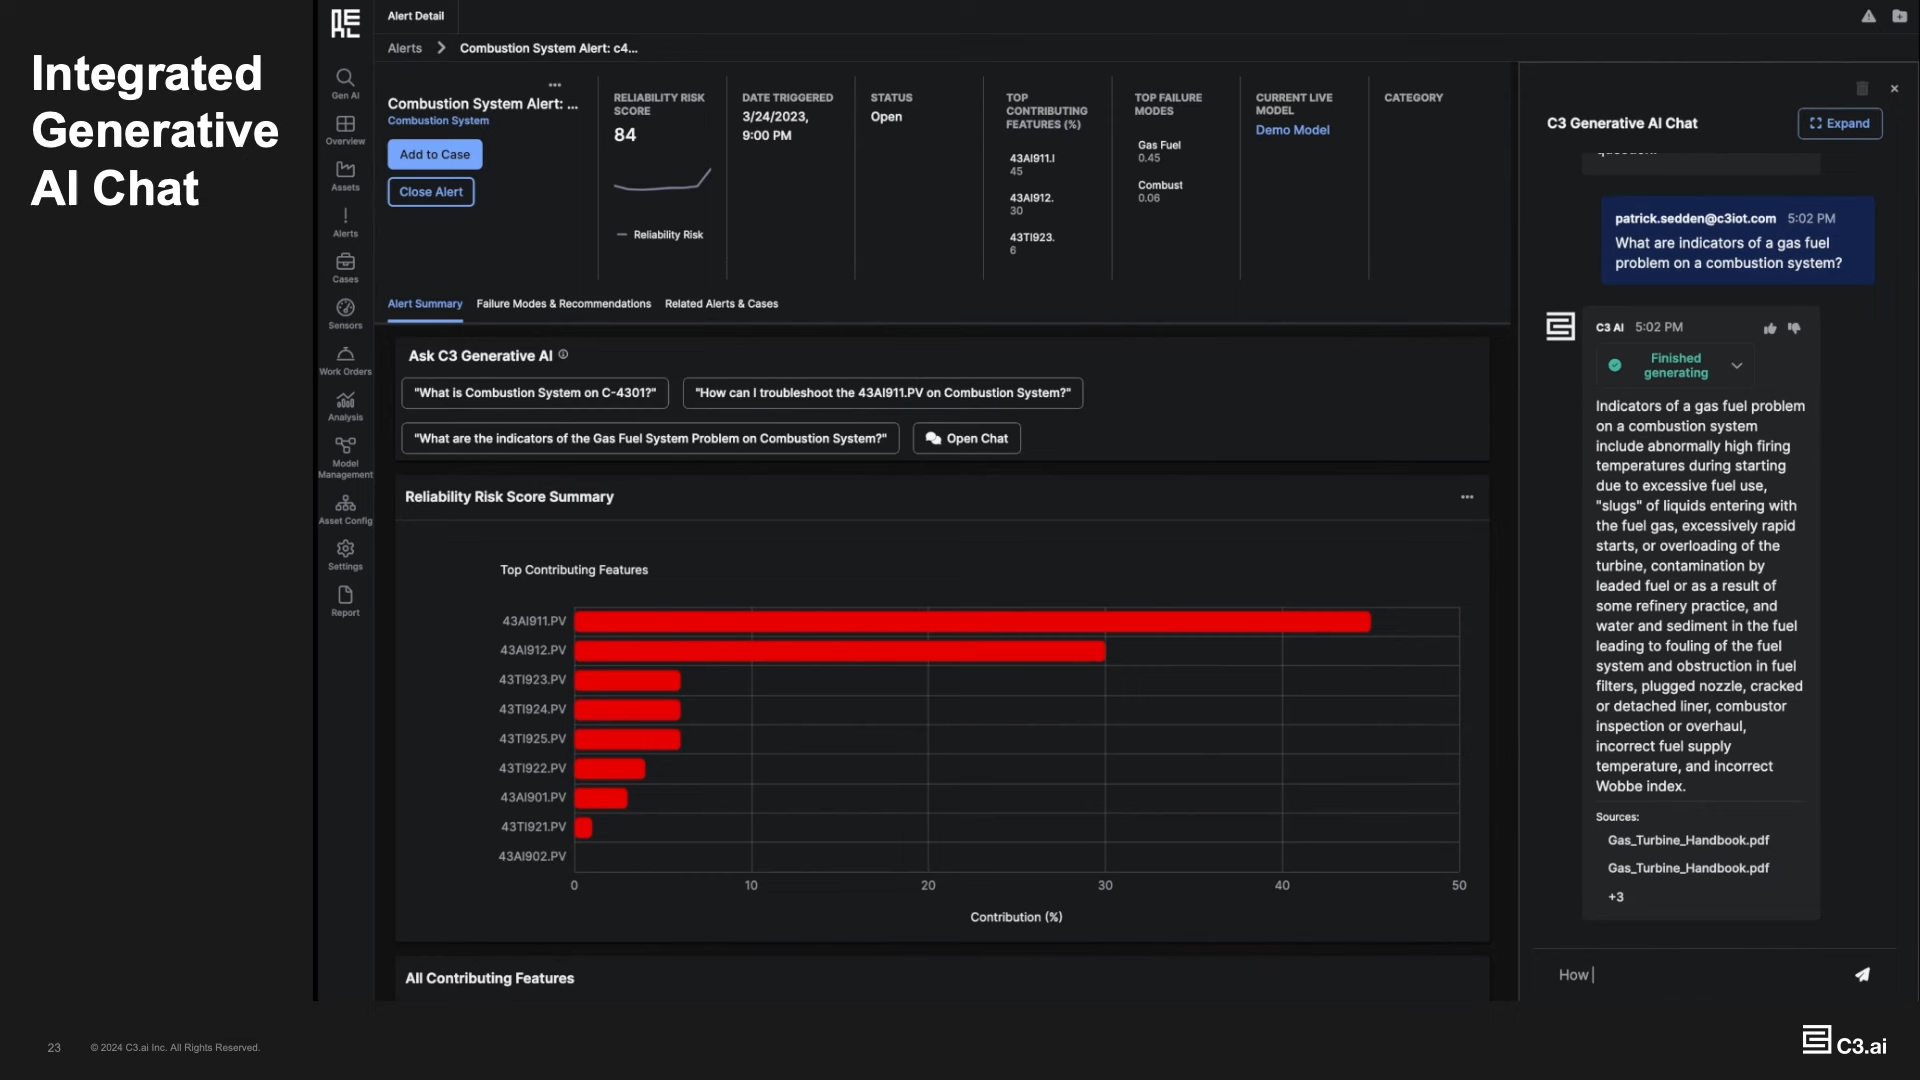 Integrated
Generative
AI Chat
Gen AI
Overview
Assets
Alerts
Cases
Sensors
Work Orders
Analysis
Model
Management
Asset Config
Settings
Report
Alert Detail
Alerts
Combustion System Alert: c4...
Combustion System Alert: ...
Combustion System
Add to Case
Close Alert
RELIABILITY RISK
SCORE
84
Reliability Risk
DATE TRIGGERED
3/24/2023,
9:00 PM
STATUS
Open
TOP
CONTRIBUTING
FEATURES (%)
43AI911.I
45
43AI912.
30
43TI923.
6
TOP FAILURE
MODES
Gas Fuel
0.45
Combust
0.06
CURRENT LIVE
MODEL
Demo Model
CATEGORY
Alert Summary
Failure Modes & Recommendations
Related Alerts & Cases
Ask C3 Generative AI
"What is Combustion System on C-4301?"
"How can I troubleshoot the 43AI911.PV on Combustion System?"
"What are the indicators of the Gas Fuel System Problem on Combustion System?"
Open Chat
Reliability Risk Score Summary
Top Contributing Features
43AI911.PV
43AI912.PV
43TI923.PV
43TI924.PV
43TI925.PV
43TI922.PV
43AI901.PV
43TI921.PV
43AI902.PV
0 10 20 30 40 50
Contribution (%)
All Contributing Features
C3 Generative AI Chat
Expand
patrick.sedden@c3iot.com 5:02 PM
What are indicators of a gas fuel
problem on a combustion system?
C3 AI 5:02 PM
Finished
generating
Indicators of a gas fuel problem
on a combustion system
include abnormally high firing
temperatures during starting
due to excessive fuel use,
"slugs" of liquids entering with
the fuel gas, excessively rapid
starts, or overloading of the
turbine, contamination by
leaded fuel or as a result of
some refinery practice, and
water and sediment in the fuel
leading to fouling of the fuel
system and obstruction in fuel
filters, plugged nozzle, cracked
or detached liner, combustor
inspection or overhaul,
incorrect fuel supply
temperature, and incorrect
Wobbe index.
Sources:
Gas_Turbine_Handbook.pdf
Gas_Turbine_Handbook.pdf
+3
How
23
© 2024 C3.ai Inc. All Rights Reserved.
C3.ai